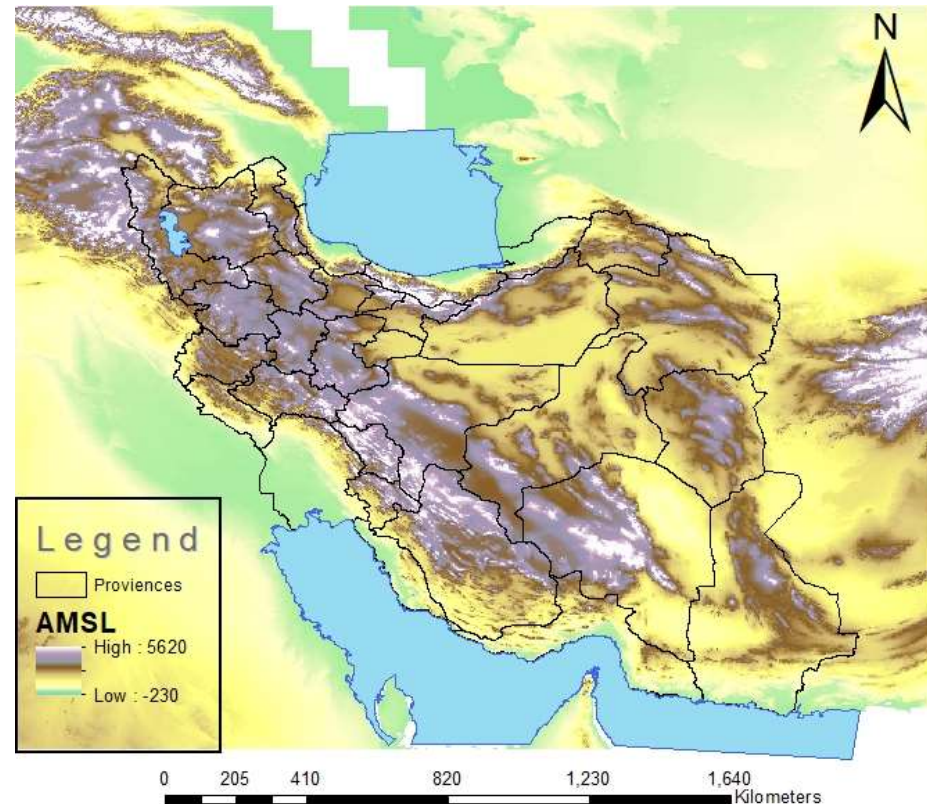 N
Legend
Proviences
AMSL
High : 5620
Low : -230
0 205 410 820 1,230 1,640
Kilometers